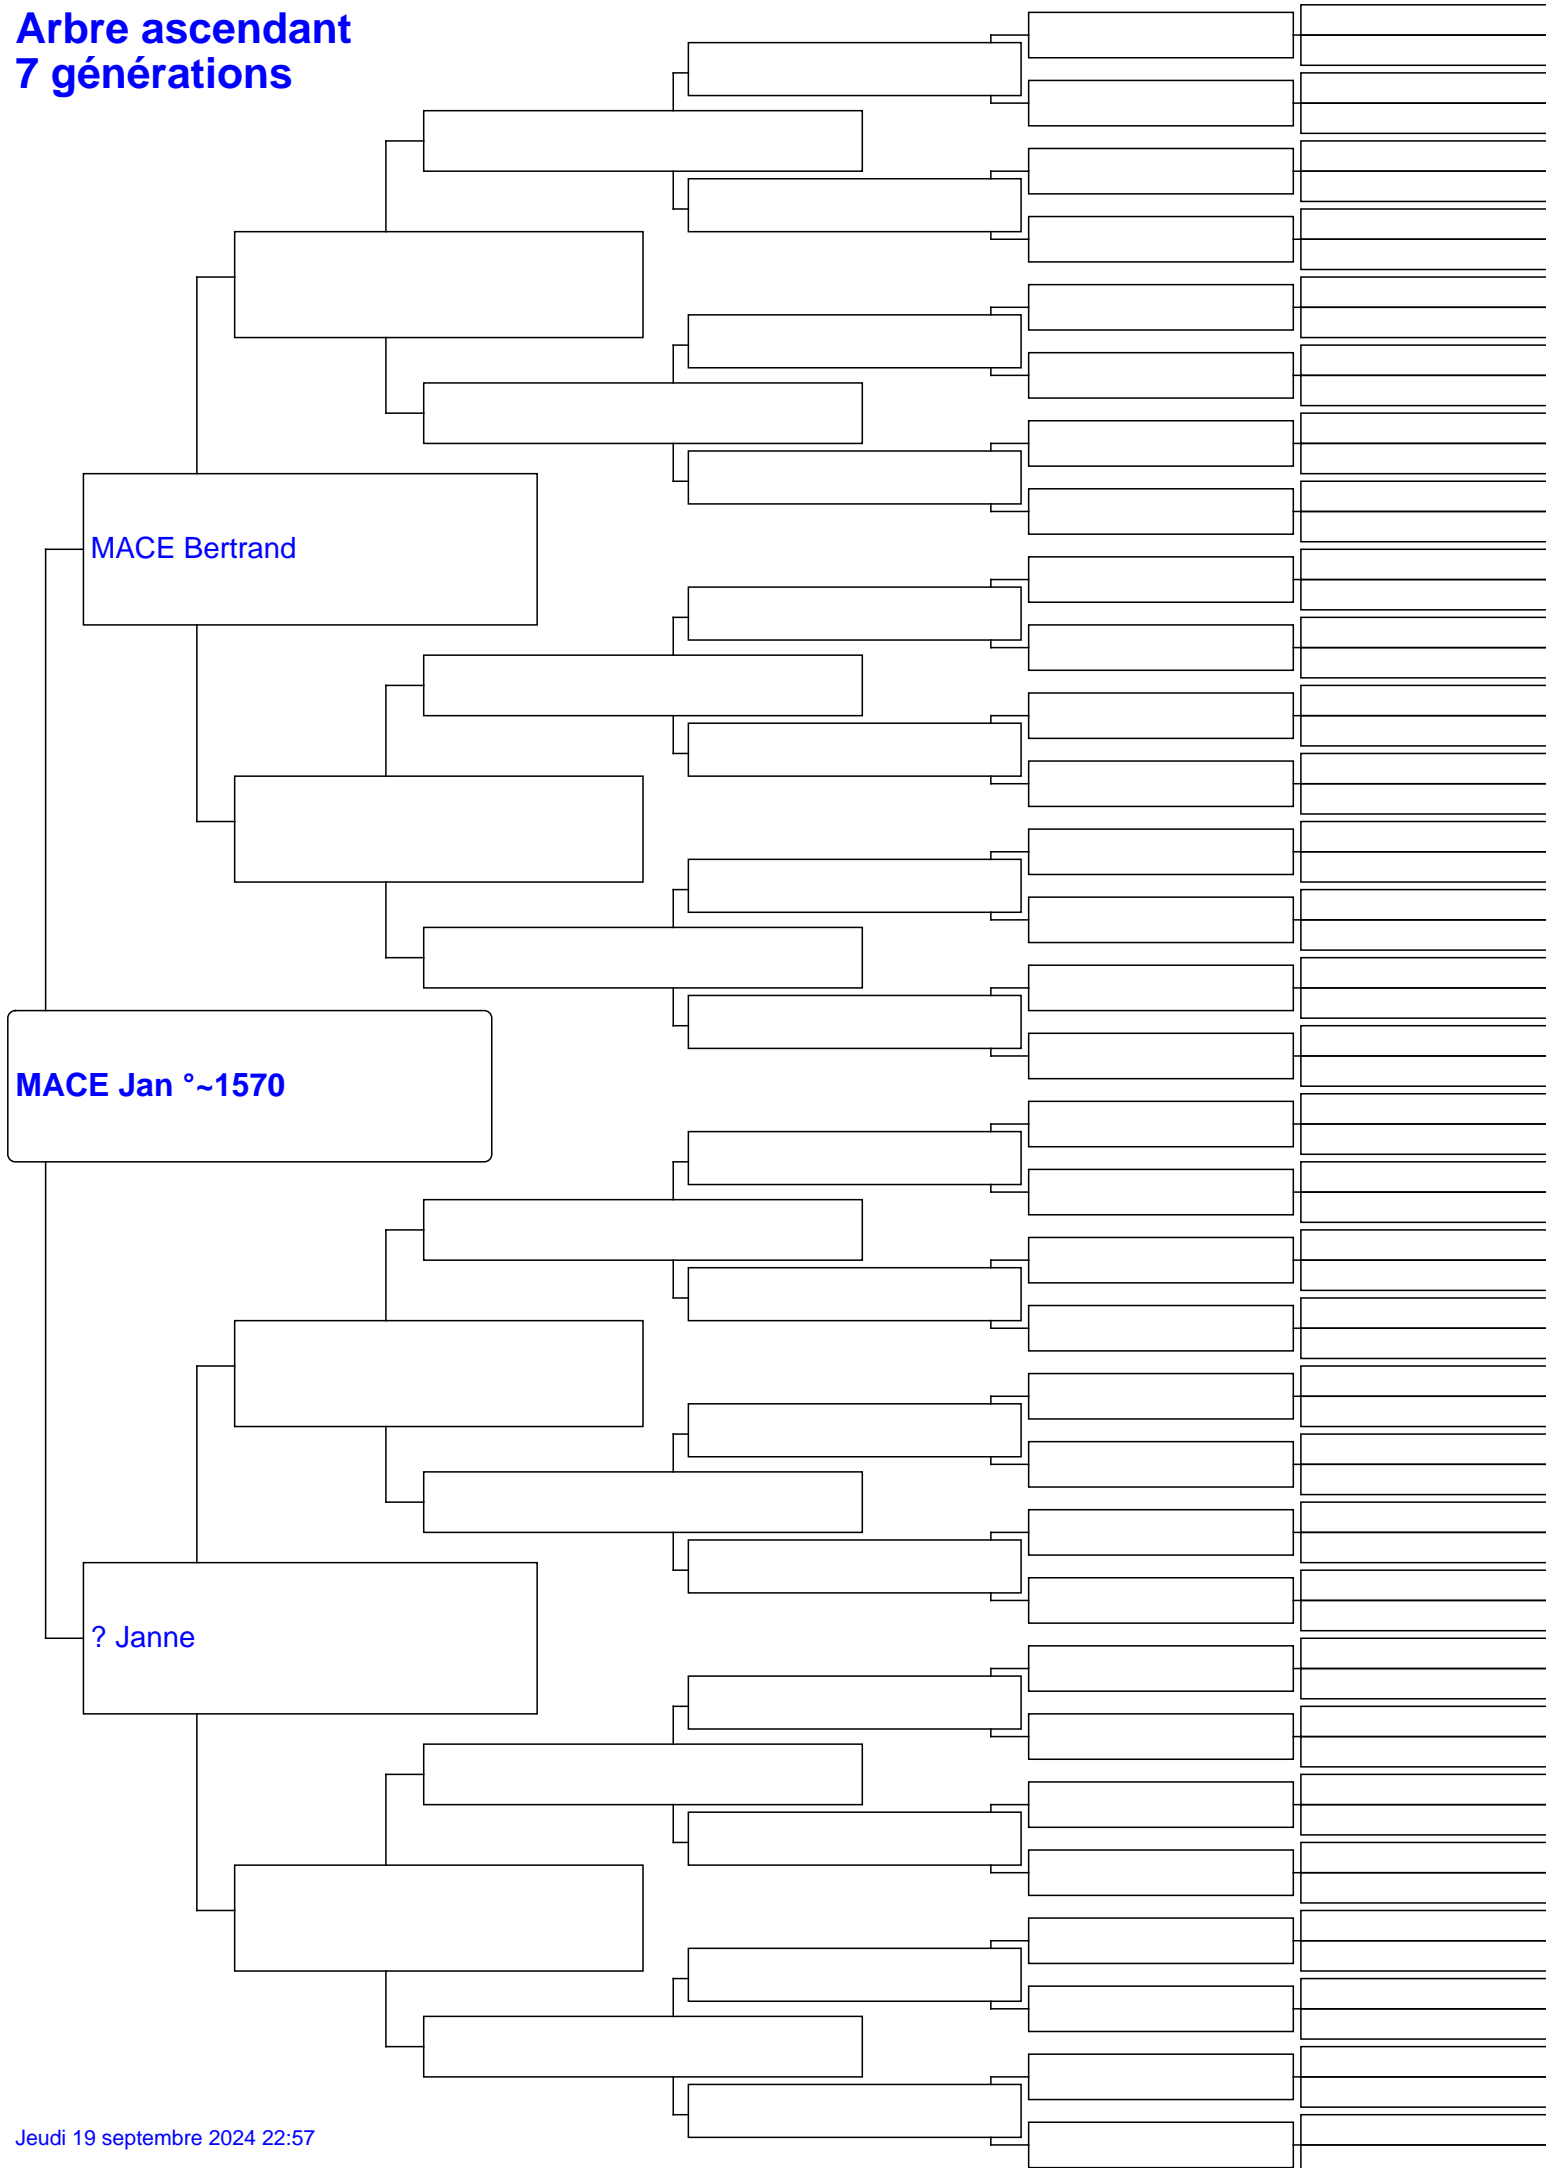 Arbre ascendant
7 générations
MACE Bertrand
MACE Jan °~1570
? Janne
Jeudi 19 septembre 2024 22:57